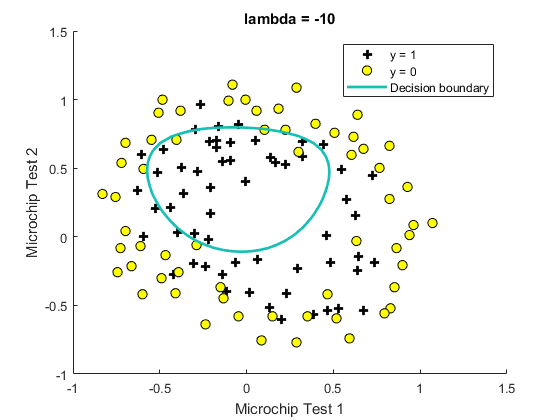 lambda = -10
1.5
y = 1
y = 0
Decision boundary
1
0.5
Microchip Test 2
0
-0.5
-1
-1
-0.5
0
0.5
1
1.5
Microchip Test 1